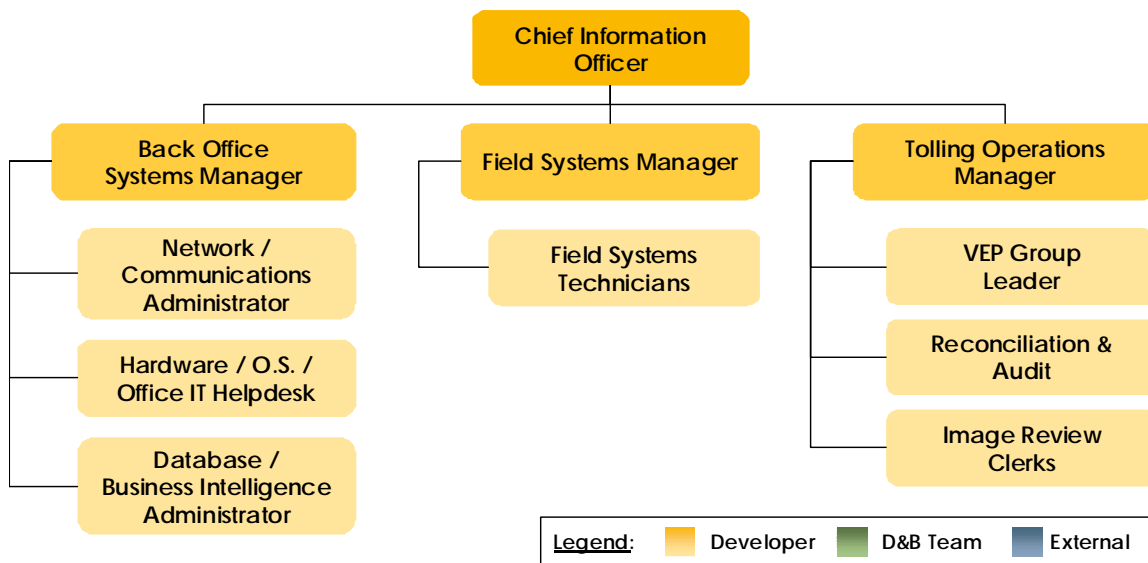 Chief Information
Officer
Back Office
Systems Manager
Field Systems Manager
Tolling Operations
Manager
Network /
Communications
Administrator
Field Systems
Technicians
VEP Group
Leader
Hardware / O.S. /
Office IT Helpdesk
Reconciliation &
Audit
Database /
Business Intelligence
Administrator
Image Review
Clerks
Legend: Developer D&B Team External